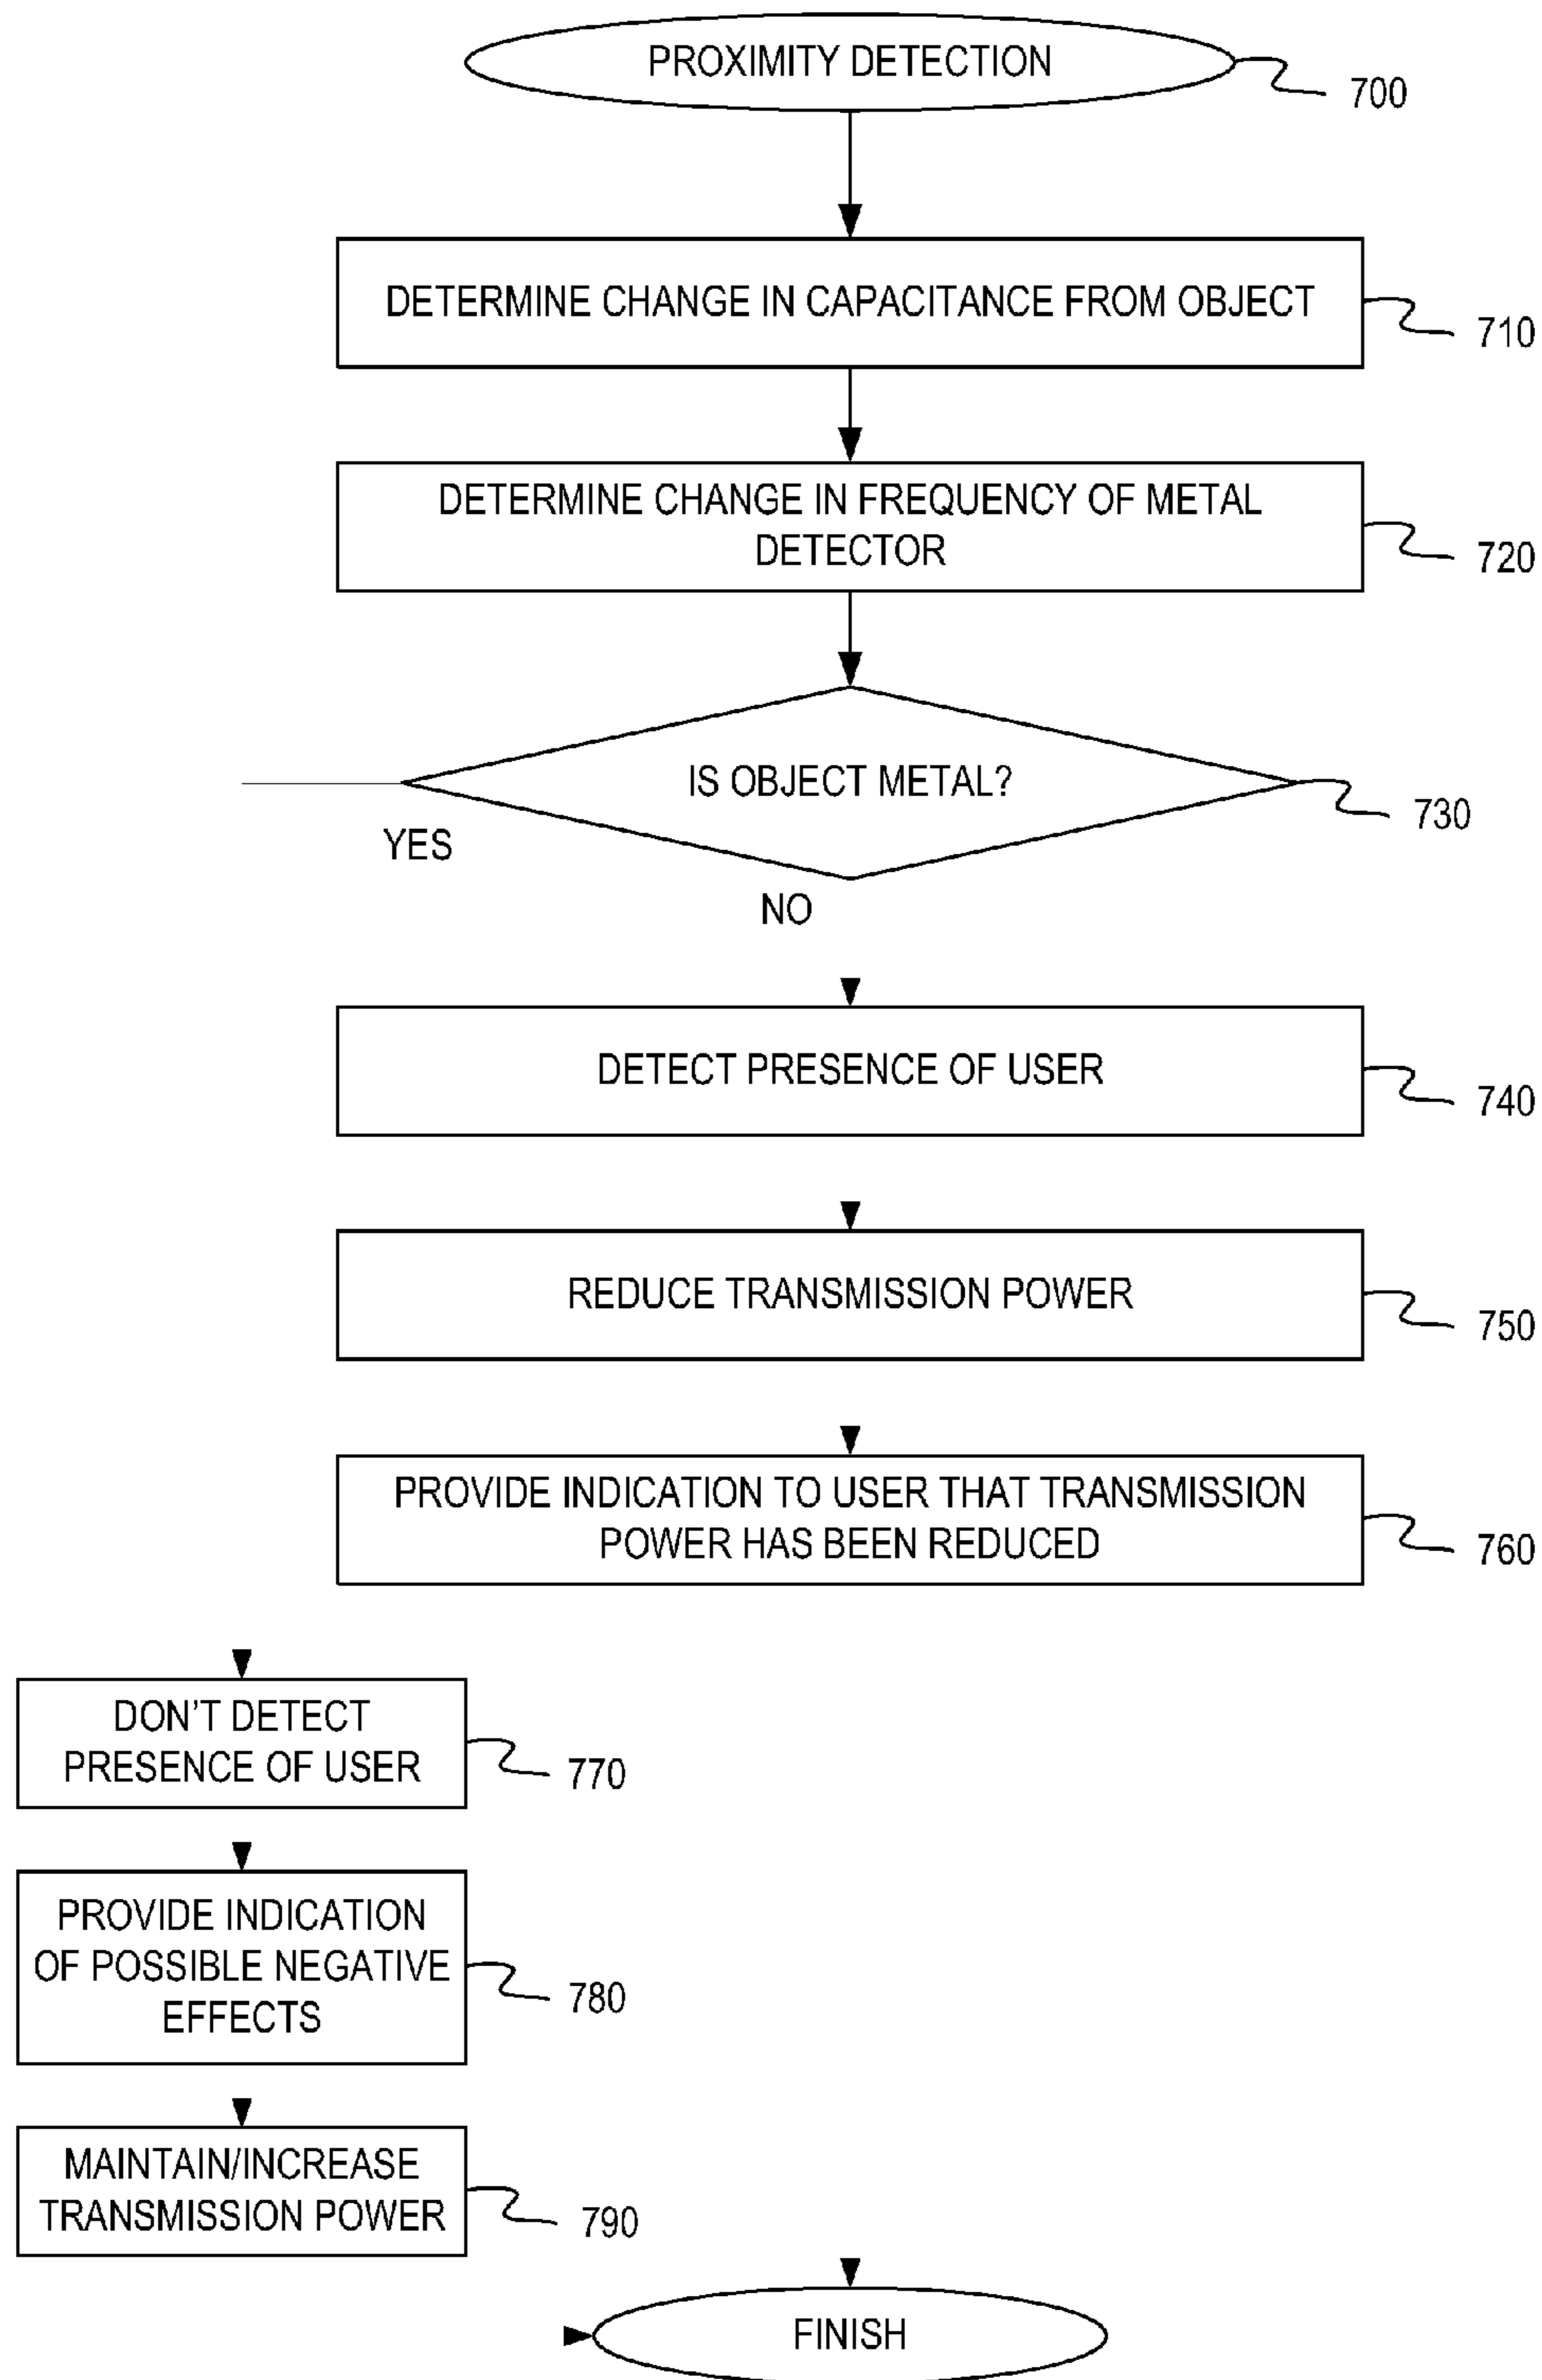 PROXIMITY DETECTION
700
DETERMINE CHANGE IN CAPACITANCE FROM OBJECT
710
DETERMINE CHANGE IN FREQUENCY OF METAL
DETECTOR
720
IS OBJECT METAL?
730
YES
NO
DETECT PRESENCE OF USER
740
REDUCE TRANSMISSION POWER
750
PROVIDE INDICATION TO USER THAT TRANSMISSION
POWER HAS BEEN REDUCED
760
DON'T DETECT
PRESENCE OF USER
770
PROVIDE INDICATION
OF POSSIBLE NEGATIVE
EFFECTS
780
MAINTAIN/INCREASE
TRANSMISSION POWER
790
FINISH